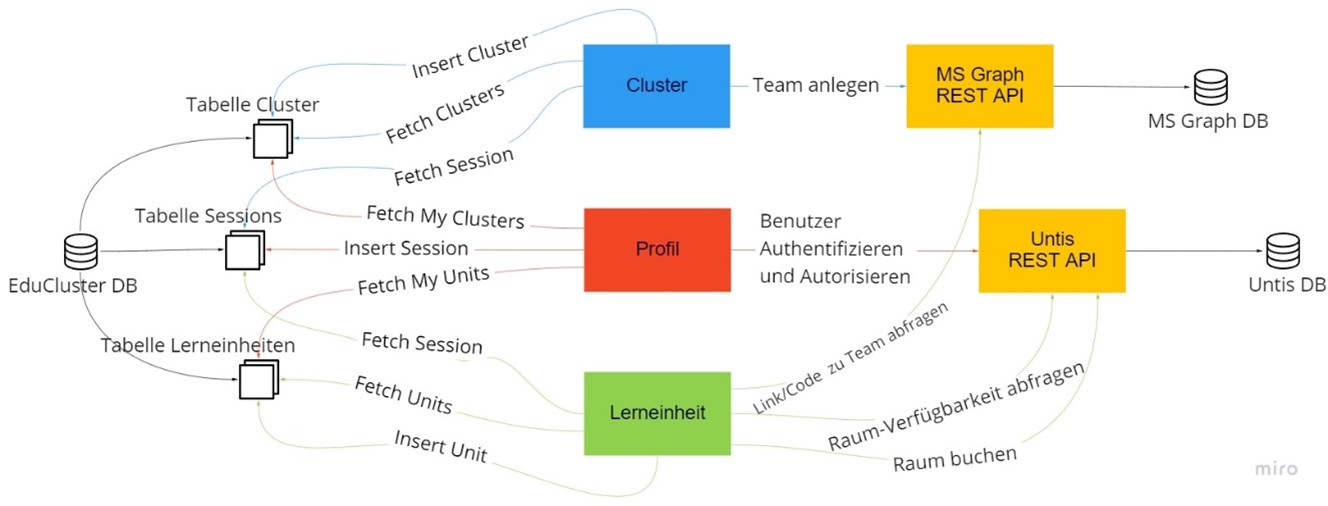 Insert Cluster
Cluster
Team anlegen
MS Graph
REST API
MS Graph DB
Tabelle Cluster
Fetch Clusters
Fetch Session
Tabelle Sessions
Fetch My Clusters
Insert Session
Fetch My Units
Profil
Benutzer
Authentifizieren
und Autorisieren
Untis
REST API
Untis DB
EduCluster DB
Tabelle Lerneinheiten
Fetch Session
Fetch Units
Insert Unit
Lerneinheit
Link/Code zu Team abfragen
Raum-Verfügbarkeit abfragen
Raum buchen
miro